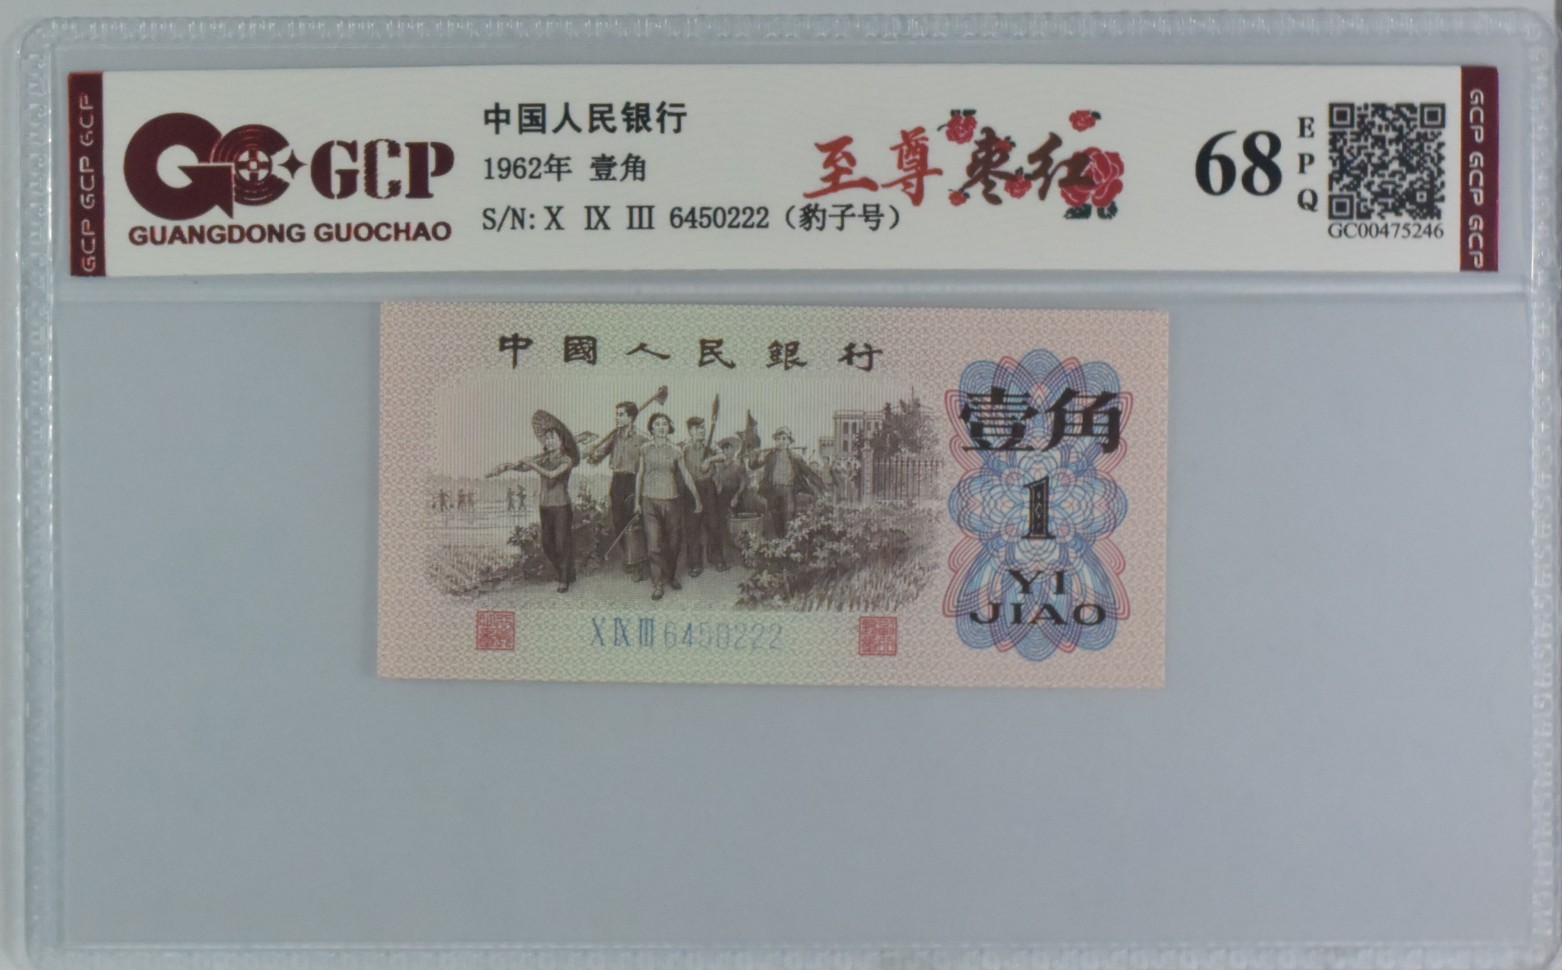 GCP GCP GCP
GCP
GUANGDONG GUOCHAO
中国人民银行
1962年 壹角
S/N: X IX III 6450222（豹子号）
至尊枣红
68
EPQ
GC00475246
GCP GCP GCP
中國人民銀行
壹角
1
YI
JIAO
X IX III 6450222